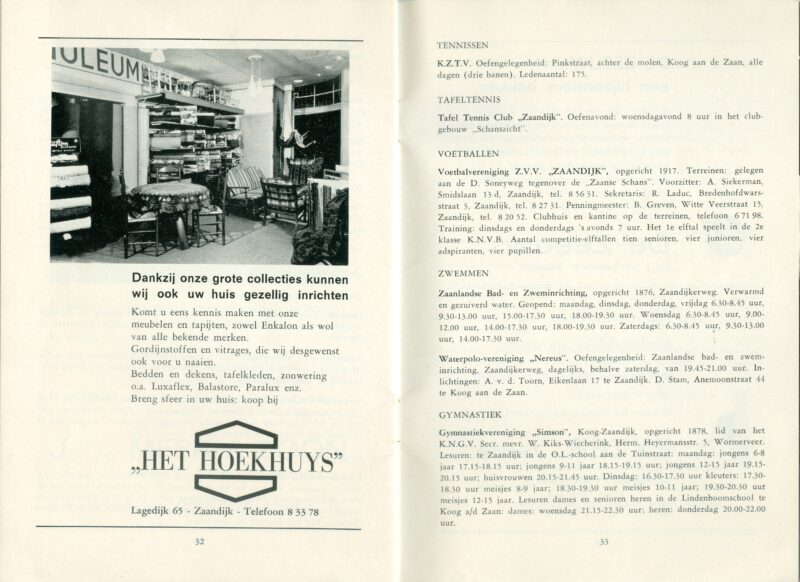 OLEUM
Dankzij onze grote collecties kunnen
wij ook uw huis gezellig inrichten
Komt u eens kennis maken met onze
meubelen en tapijten, zowel Enkalon als wol
van alle bekende merken.
Gordijnstoffen en vitrages, die wij desgewenst
ook voor u naaien.
Bedden en dekens, tafelkleden, zonwering
o.a. Luxaflex, Balastore, Paralux enz.
Breng sfeer in uw huis: koop bij
„HET HOEKHUYS”
Lagedijk 65 - Zaandijk - Telefoon 8 33 78
32
TENNISSEN
K.Z.T.V. Oefengelegenheid: Pinkstraat, achter de molen. Koog aan de Zaan, alle
dagen (drie banen). Ledenaantal: 175.
TAFELTENNIS
Tafel Tennis Club „Zaandijk”. Oefenavond: woensdagavond 8 uur in het club-
gebouw „Schanszicht”.
VOETBALLEN
Voetbalvereniging Z.V.V. „ZAANDIJK”, opgericht 1917. Terreinen: gelegen
aan de D. Soneyweg tegenover de „Zaanse Schans”. Voorzitter: A. Siekerman,
Smidslaan 13 d, Zaandijk, tel. 8 56 31. Sekretaris: R. Laduc, Bredenhofdwars-
straat 3, Zaandijk, tel. 8 27 31. Penningmeester: B. Greven, Witte Veerstraat 15,
Zaandijk, tel. 8 20 52. Clubhuis en kantine op de terreinen, telefoon 6 71 98.
Training: dinsdags en donderdags 's avonds 7 uur. Het 1e elftal speelt in de 2e
klasse K.N.V.B. Aantal competitie-elftallen tien senioren, vier junioren, vier
adspiranten, vier pupillen.
ZWEMMEN
Zaanlandse Bad- en Zweminrichting, opgericht 1876, Zaandijkerweg. Verwarmd
en gezuiverd water. Geopend: maandag, dinsdag, donderdag, vrijdag 6.30-8.45 uur,
9.30-13.00 uur, 15.00-17.30 uur, 18.00-19.30 uur. Woensdag 6.30-8.45 uur, 9.00-
12.00 uur, 14.00-17.30 uur, 18.00-19.30 uur. Zaterdags: 6.30-8.45 uur, 9.30-13.00
uur, 14.00-17.30 uur.
Waterpolo-vereniging „Nereus”. Oefengelegenheid: Zaanlandse bad- en zwem-
inrichting, Zaandijkerweg, dagelijks, behalve zaterdag, van 19.45-21.00 uur. In-
lichtingen: A. v. d. Toorn, Eikenlaan 17 te Zaandijk. D. Stam, Anemoonstraat 44
te Koog aan de Zaan.
GYMNASTIEK
Gymnastiekvereniging „Simson”, Koog-Zaandijk, opgericht 1878, lid van het
K.N.G.V. Secr. mevr. W. Kiks-Wiecherink, Herm. Heyermansstr. 5, Wormerveer.
Lesuren: te Zaandijk in de O.L.-school aan de Tuinstraat: maandag: jongens 6-8
jaar 17.15-18.15 uur; jongens 9-11 jaar 18.15-19.15 uur; jongens 12-15 jaar 19.15-
20.15 uur; huisvrouwen 20.15-21.45 uur. Dinsdag: 16.30-17.30 uur kleuters: 17.30-
18.30 uur meisjes 8-9 jaar; 18.30-19.30 uur meisjes 10-11 jaar; 19.30-20.30 uur
meisjes 12-15 jaar. Lesuren dames en senioren heren in de Lindenboomschool te
Koog a/d Zaan: dames: woensdag 21.15-22.30 uur; heren: donderdag 20.00-22.00
uur.
33